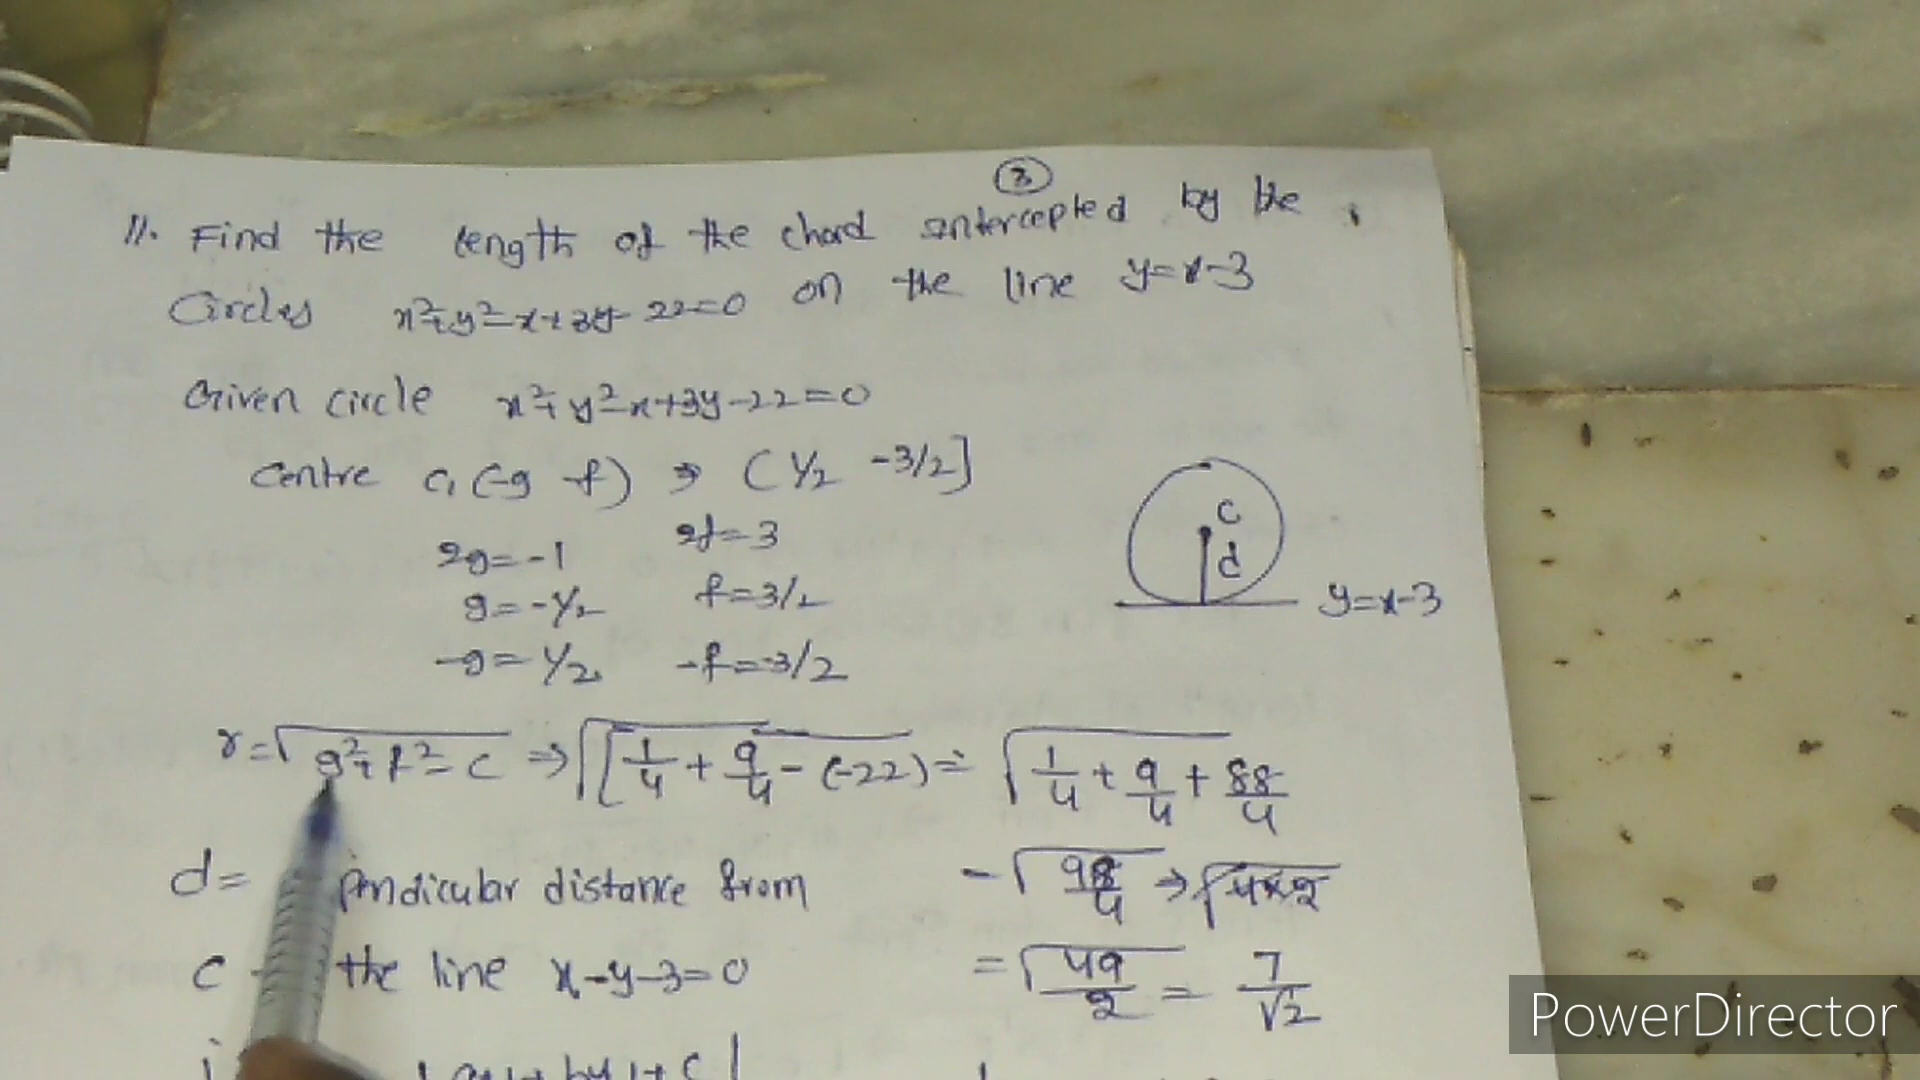 3
11. Find the length of the chord intercepted by the
Circles x²+y²-x+3y-22=0 on the line y=x-3
Given circle x²+y²-x+3y-22=0
Centre C, (-g -f) ⇒ (1/2 -3/2]
2g=-1 2f=3
g=-1/2 f=3/2
-g=1/2 -f=-3/2
C
d
y=x-3
r=√g²+f²-c ⇒ √[1/4 + 9/4 - (-22) = √1/4 + 9/4 + 88/4
d= pendicular distance from
-√98/4 ⇒
C the line x-y-3=0
=√49/2 = 7/√2
PowerDirector